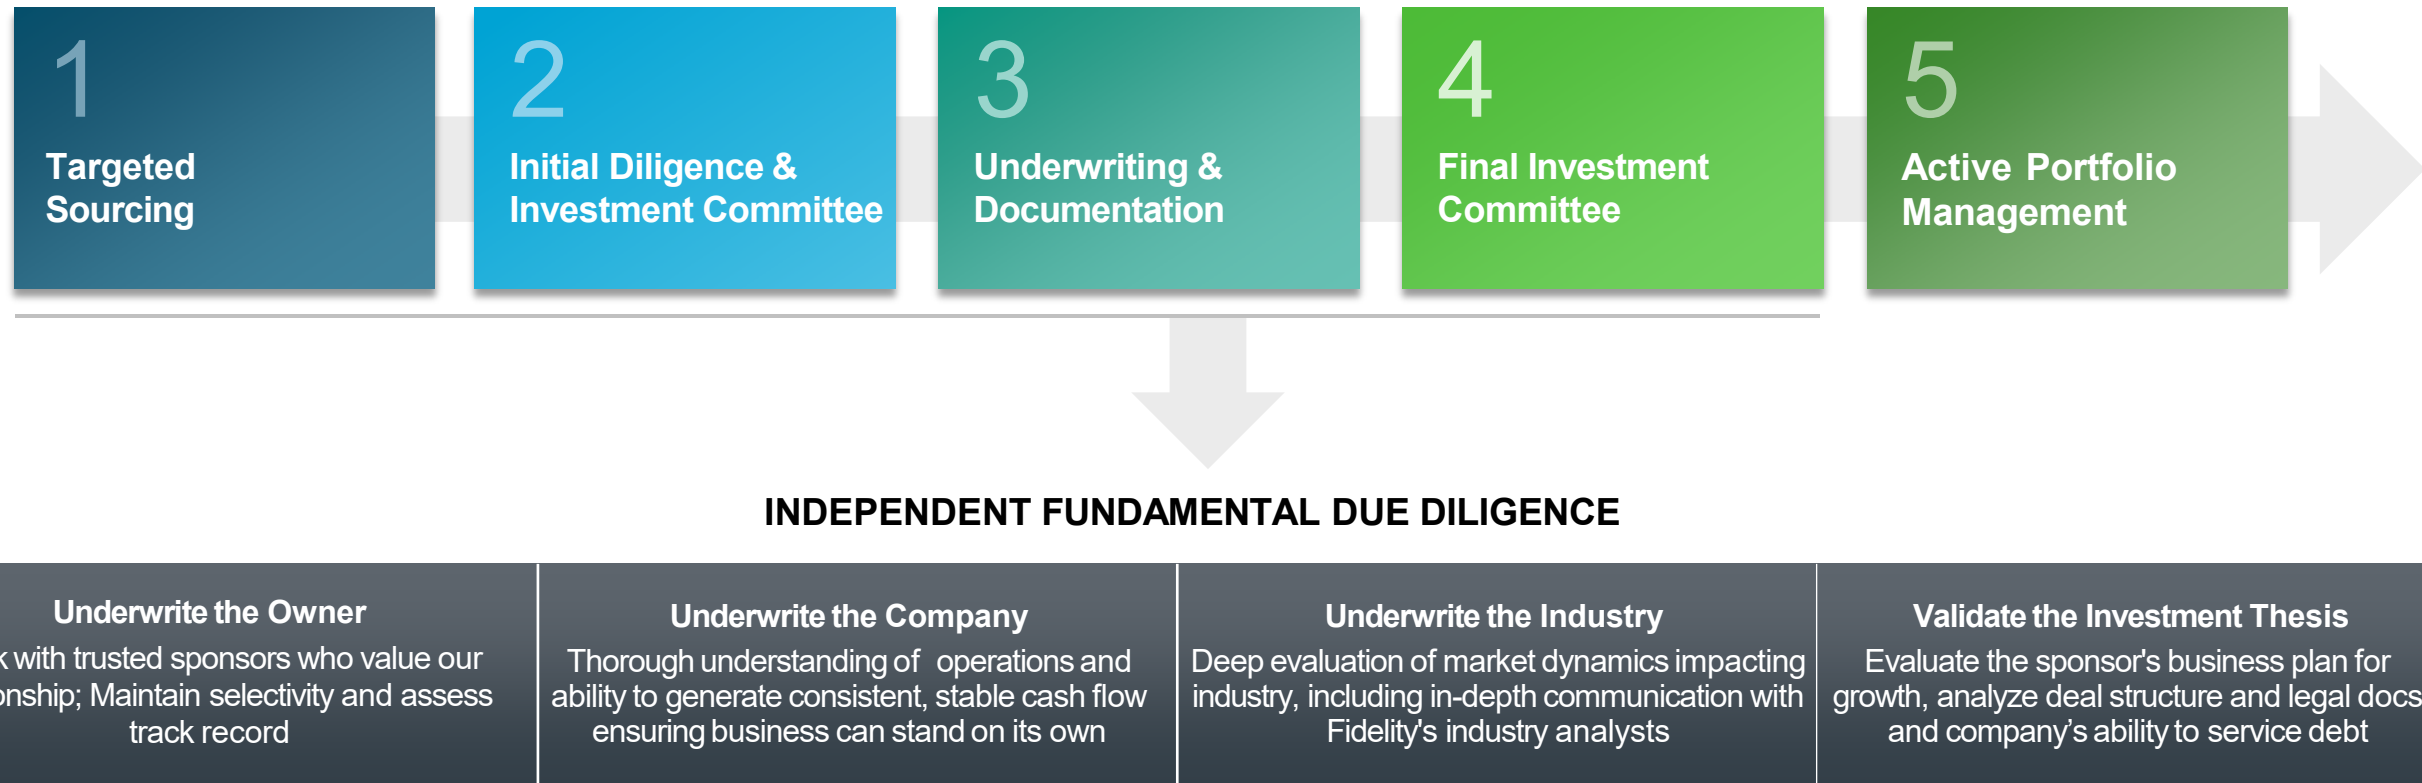 1
Targeted
Sourcing
2
Initial Diligence &
Investment Committee
3
Underwriting &
Documentation
4
Final Investment
Committee
5
Active Portfolio
Management
INDEPENDENT FUNDAMENTAL DUE DILIGENCE
Underwrite the Owner
with trusted sponsors who value our
Maintain selectivity and assess
track record
Underwrite the Company
Thorough understanding of operations and
ability to generate consistent, stable cash flow
ensuring business can stand on its own
Underwrite the Industry
Deep evaluation of market dynamics impacting
industry, including in-depth communication with
Fidelity's industry analysts
Validate the Investment Thesis
Evaluate the sponsor's business plan for
growth, analyze deal structure and legal docs
and company’s ability to service debt